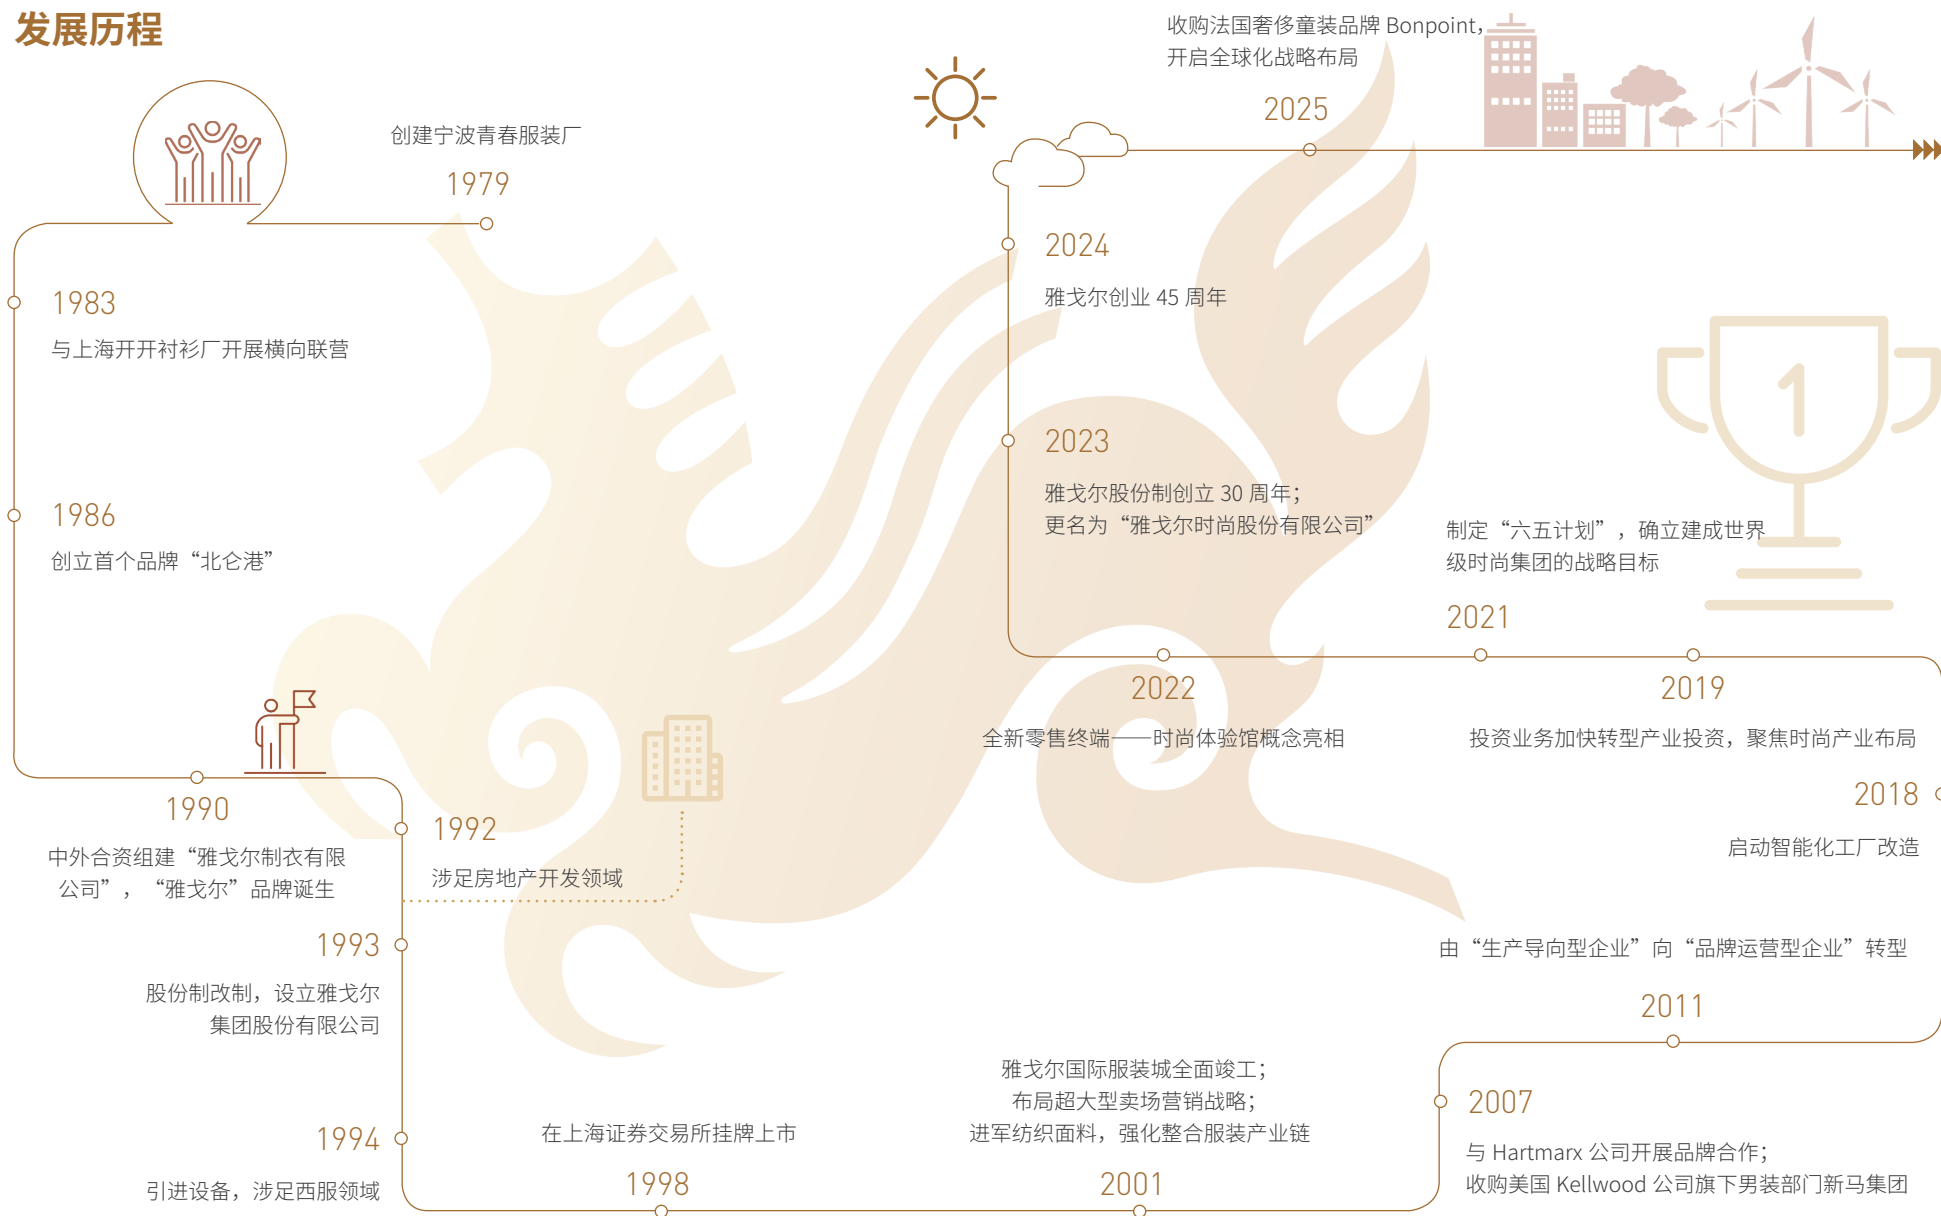 发展历程
创建宁波青春服装厂
1979
1983
与上海开开衬衫厂开展横向联营
1986
创立首个品牌“北仑港”
1990
中外合资组建“雅戈尔制衣有限
公司”，“雅戈尔”品牌诞生
1992
涉足房地产开发领域
1993
股份制改制，设立雅戈尔
集团股份有限公司
1994
引进设备，涉足西服领域
在上海证券交易所挂牌上市
1998
雅戈尔国际服装城全面竣工；
布局超大型卖场营销战略；
进军纺织面料，强化整合服装产业链
2001
2007
与 Hartmarx 公司开展品牌合作；
收购美国 Kellwood 公司旗下男装部门新马集团
由“生产导向型企业”向“品牌运营型企业”转型
2011
2018
启动智能化工厂改造
2019
投资业务加快转型产业投资，聚焦时尚产业布局
制定“六五计划”，确立建成世界
级时尚集团的战略目标
2021
2022
全新零售终端——时尚体验馆概念亮相
2023
雅戈尔股份制创立 30 周年；
更名为“雅戈尔时尚股份有限公司”
2024
雅戈尔创业 45 周年
收购法国奢侈童装品牌 Bonpoint，
开启全球化战略布局
2025
1